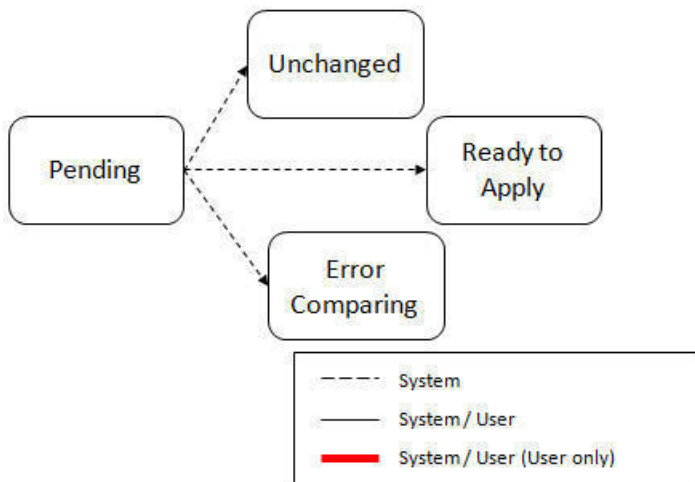 Unchanged
Pending
Ready to
Apply
Error
Comparing
System
System / User
System / User (User only)